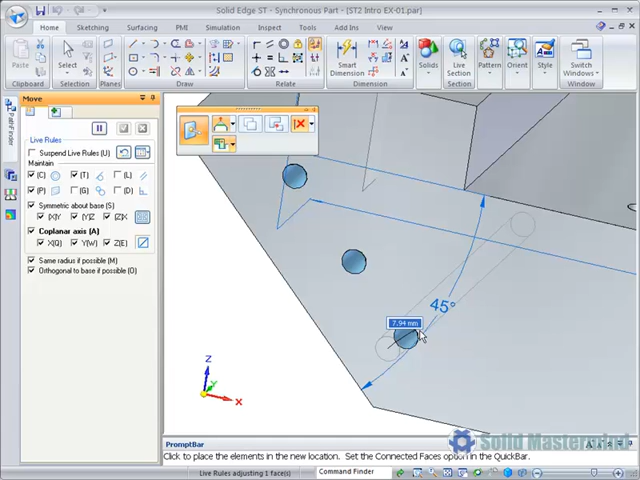 Solid Edge ST - Synchronous Part - [ST2 Intro EX-01.par]
Home Sketching Surfacing PMI Simulation Inspect Tools Add Ins
Paste
Select
Smart
Dimension
Solids
Live
Section
Pattern
Orient
Style
Switch
Windows
Clipboard Selection Planes Draw Relate Section Window
Move
PathFinder
Live Rules
Suspend Live Rules (U)
Maintain
(C) (T) (L)
(P) (G) (D)
Symmetric about base (S)
(X)Y (Y)Z (Z)X
Coplanar axis (A)
X(Q) Y(W) Z(E)
Same radius if possible (M)
Orthogonal to base if possible (O)
45°
7.94 mm
Z
Y
X
Solid Mastermind
PromptBar
Click to place the elements in the new location. Set the Connected Faces option in the QuickBar.
Live Rules adjusting 1 face(s) Command Finder